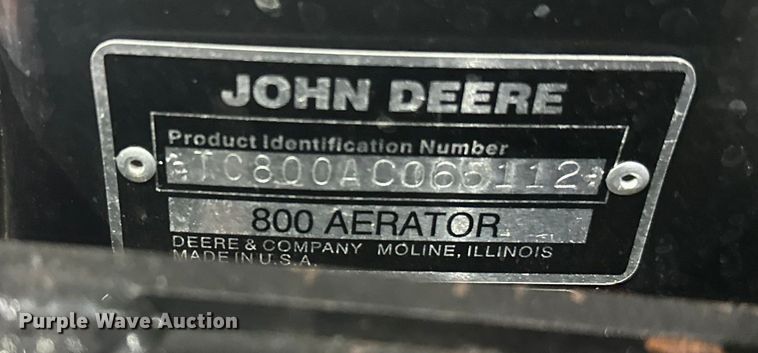 JOHN DEERE
Product Identification Number
*TC800AC065112*
800 AERATOR
DEERE & COMPANY MOLINE, ILLINOIS
MADE IN U.S.A.
Purple Wave Auction